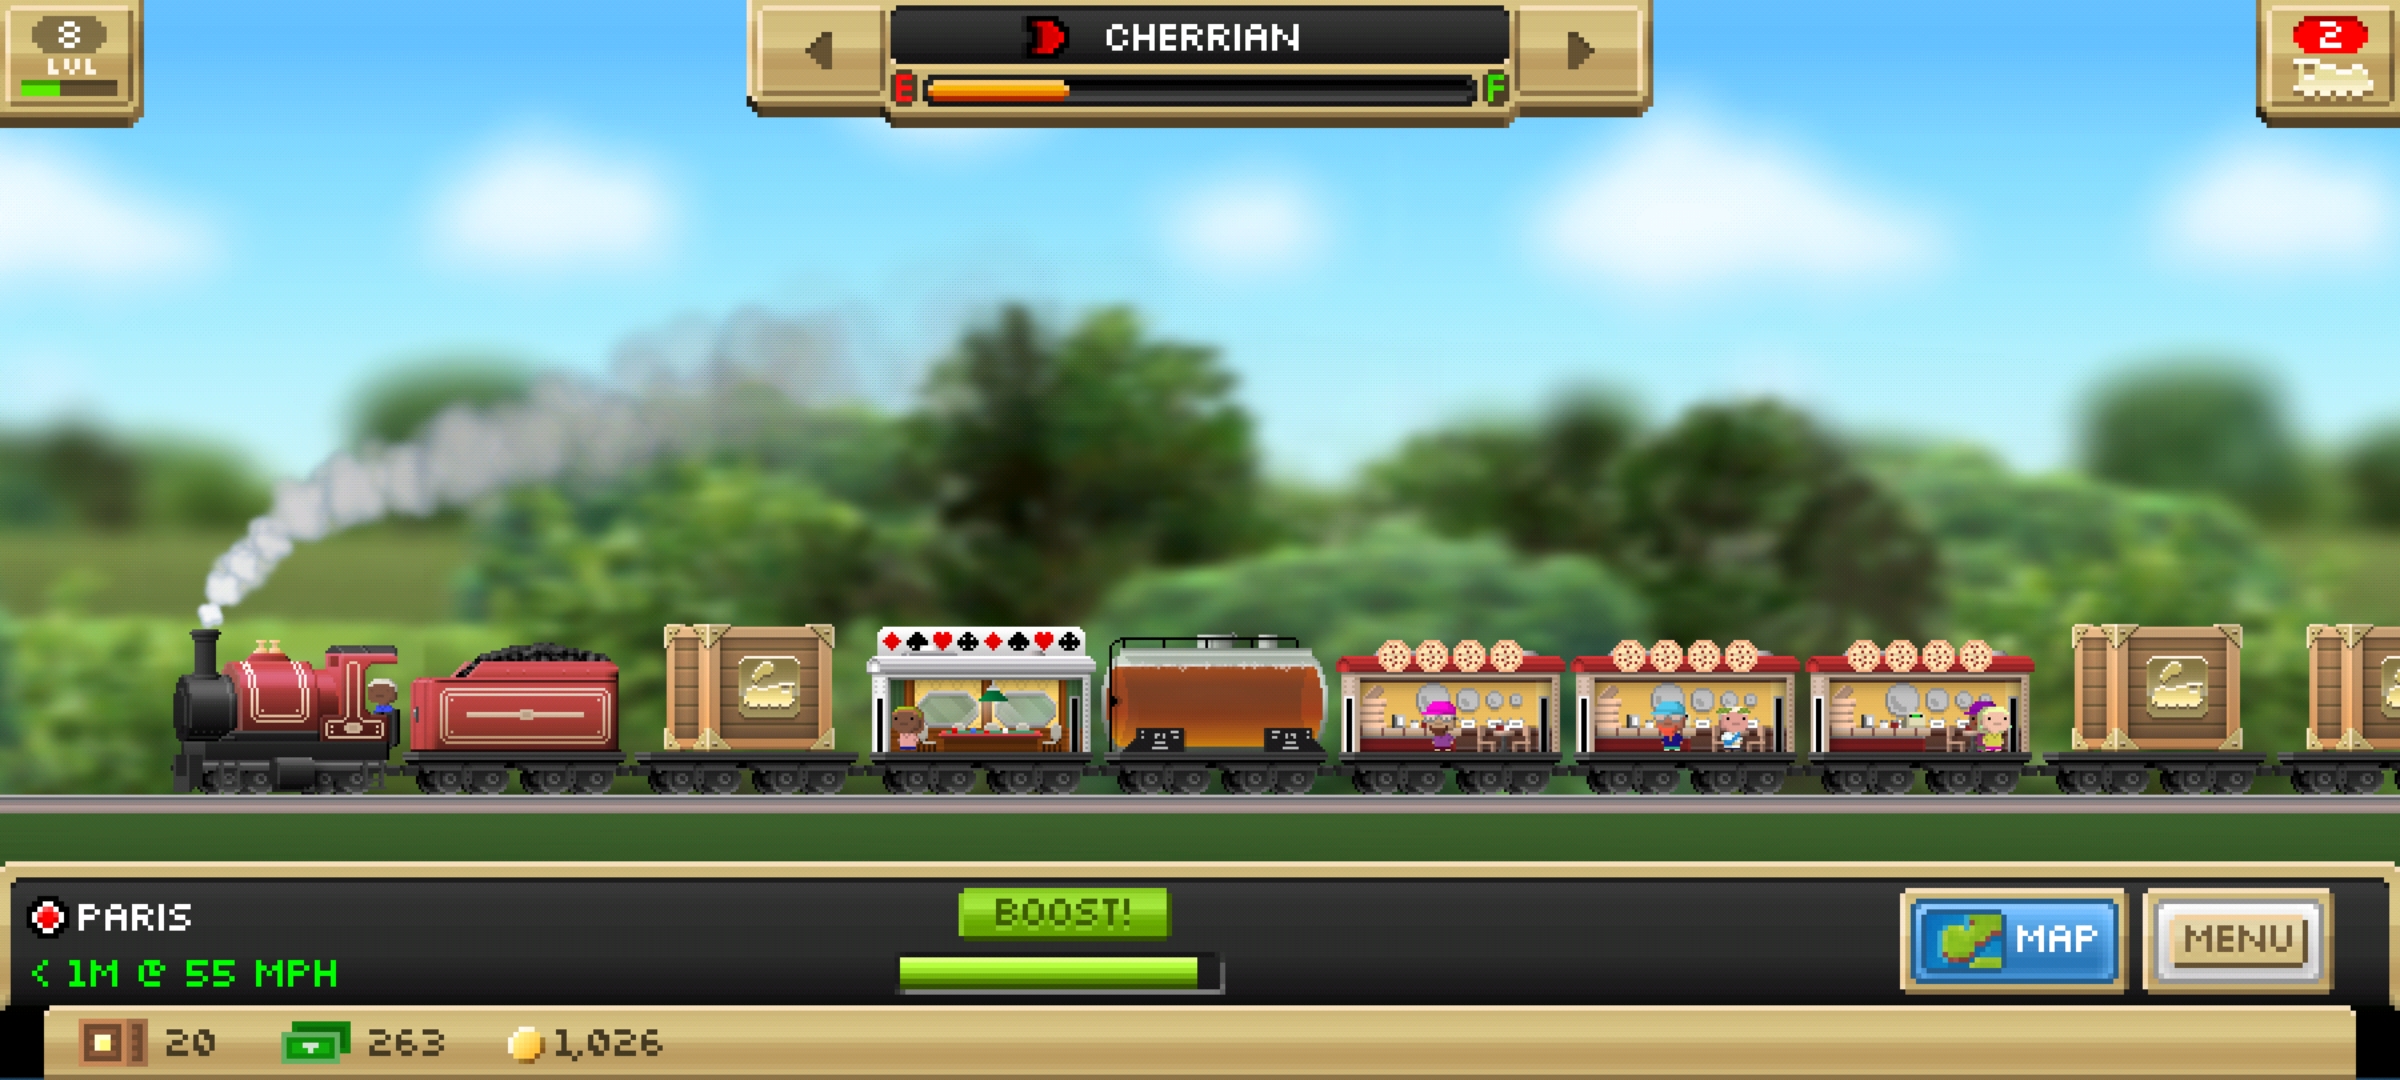 8
LVL
CHERRIAN
E F
2
PARIS
< 1M @ 55 MPH
BOOST!
MAP
MENU
20 263 1,026